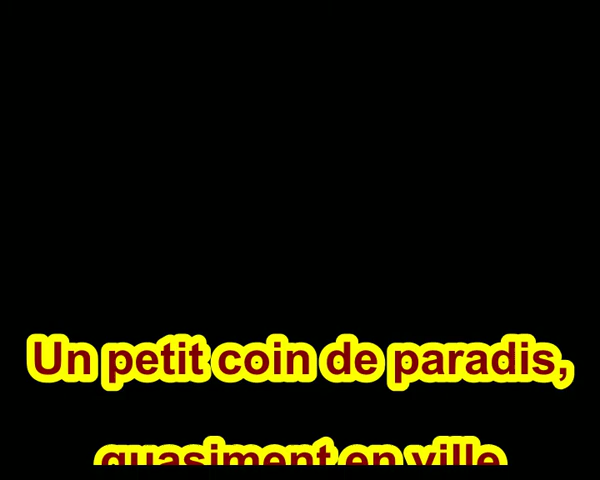 Un petit coin de paradis,
quasiment en ville